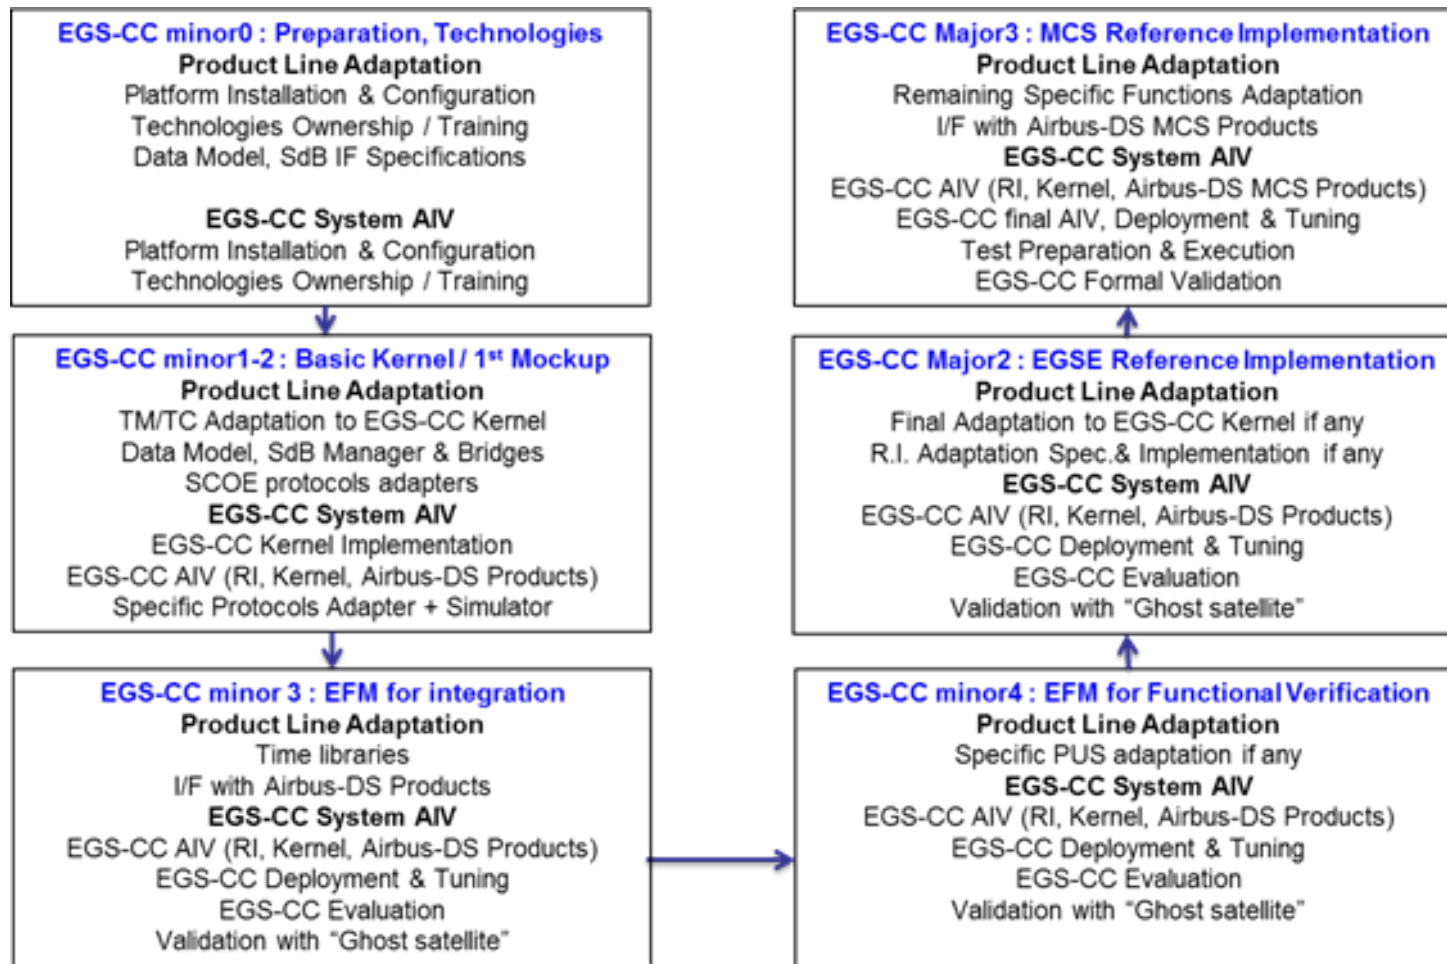 EGS-CC minor0 : Preparation, Technologies
Product Line Adaptation
Platform Installation & Configuration
Technologies Ownership / Training
Data Model, SdB IF Specifications
EGS-CC System AIV
Platform Installation & Configuration
Technologies Ownership / Training
EGS-CC minor1-2 : Basic Kernel / 1st Mockup
Product Line Adaptation
TM/TC Adaptation to EGS-CC Kernel
Data Model, SdB Manager & Bridges
SCOE protocols adapters
EGS-CC System AIV
EGS-CC Kernel Implementation
EGS-CC AIV (RI, Kernel, Airbus-DS Products)
Specific Protocols Adapter + Simulator
EGS-CC minor 3 : EFM for integration
Product Line Adaptation
Time libraries
I/F with Airbus-DS Products
EGS-CC System AIV
EGS-CC AIV (RI, Kernel, Airbus-DS Products)
EGS-CC Deployment & Tuning
EGS-CC Evaluation
Validation with “Ghost satellite”
EGS-CC minor4 : EFM for Functional Verification
Product Line Adaptation
Specific PUS adaptation if any
EGS-CC System AIV
EGS-CC AIV (RI, Kernel, Airbus-DS Products)
EGS-CC Deployment & Tuning
EGS-CC Evaluation
Validation with “Ghost satellite”
EGS-CC Major2 : EGSE Reference Implementation
Product Line Adaptation
Final Adaptation to EGS-CC Kernel if any
R.I. Adaptation Spec.& Implementation if any
EGS-CC System AIV
EGS-CC AIV (RI, Kernel, Airbus-DS Products)
EGS-CC Deployment & Tuning
EGS-CC Evaluation
Validation with “Ghost satellite”
EGS-CC Major3 : MCS Reference Implementation
Product Line Adaptation
Remaining Specific Functions Adaptation
I/F with Airbus-DS MCS Products
EGS-CC System AIV
EGS-CC AIV (RI, Kernel, Airbus-DS MCS Products)
EGS-CC final AIV, Deployment & Tuning
Test Preparation & Execution
EGS-CC Formal Validation